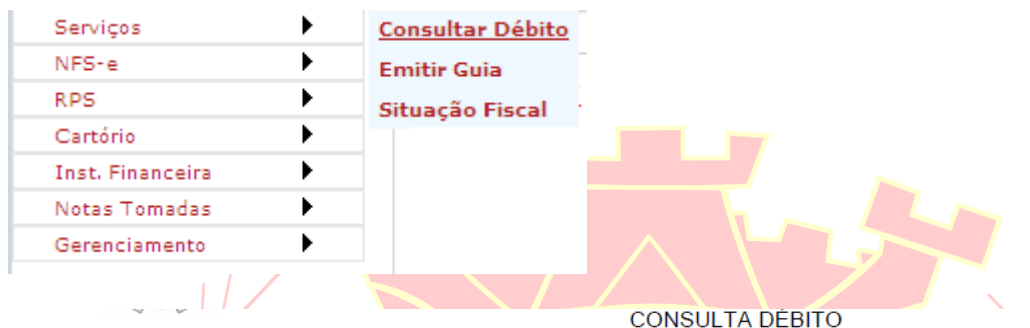 Serviços
NFS-e
RPS
Cartório
Inst. Financeira
Notas Tomadas
Gerenciamento
Consultar Débito
Emitir Guia
Situação Fiscal
CONSULTA DÉBITO